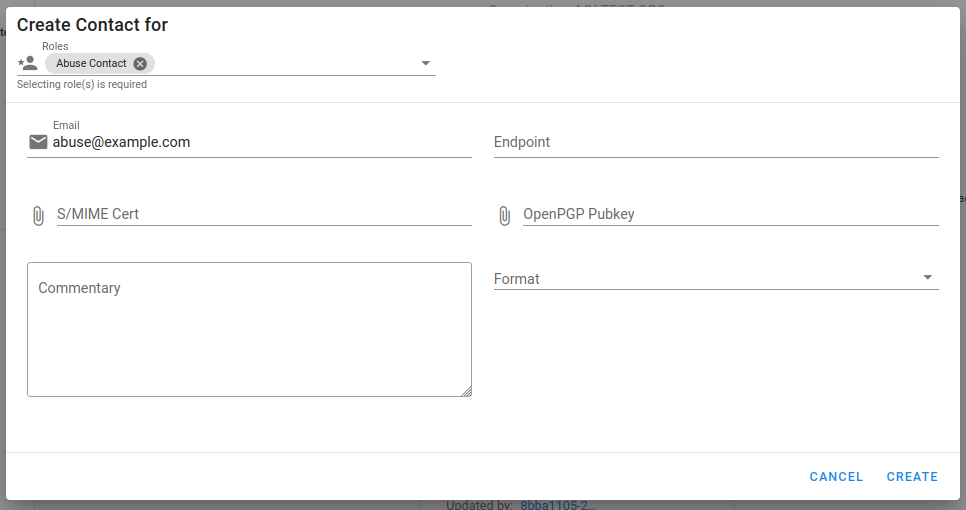 Create Contact for
Roles
Abuse Contact
Selecting role(s) is required
Email
abuse@example.com
Endpoint
S/MIME Cert
OpenPGP Pubkey
Commentary
Format
CANCEL CREATE
Updated by: 8bba1105-2...